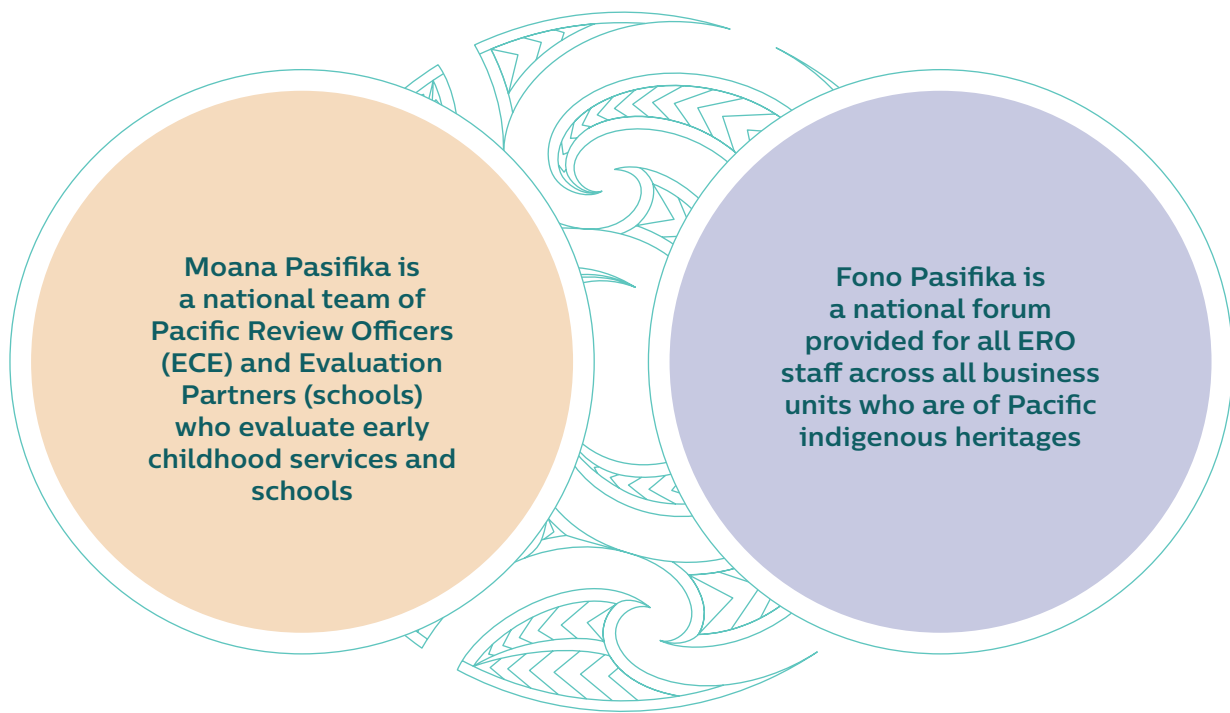 Moana Pasifika is
a national team of
Pacific Review Officers
(ECE) and Evaluation
Partners (schools)
who evaluate early
childhood services and
schools
Fono Pasifika is
a national forum
provided for all ERO
staff across all business
units who are of Pacific
indigenous heritages